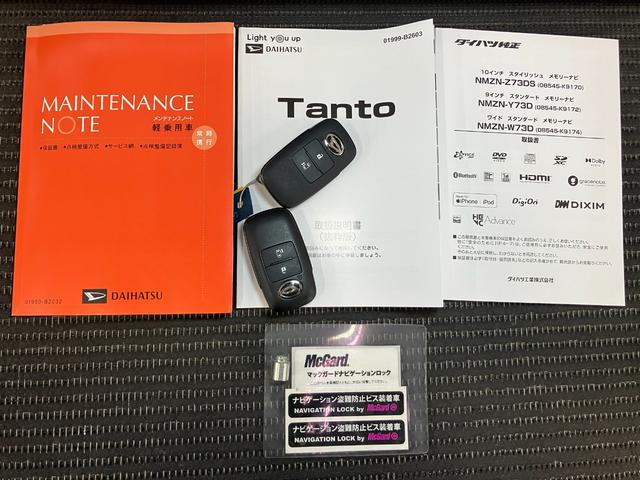 MAINTENANCE
NOTE
メンテナンスノート
軽乗用車
常時
携行
●保証書 ●点検整備方式 ●サービス網 ●点検整備記録簿
01999-B2032
DAIHATSU
Light you up
DAIHATSU
01999-B2603
Tanto
取扱説明書
(抜粋版)
ダイハツ純正
10インチ スタイリッシュ メモリーナビ
NMZN-Z73DS (08545-K9170)
9インチ スタンダード メモリーナビ
NMZN-Y73D (08545-K9172)
ワイド スタンダード メモリーナビ
NMZN-W73D (08545-K9174)
取扱書
DVD
SD XC
Dolby
Bluetooth
HDMI
gracenote
iPhone | iPod
DigiOn
DiXiM
Advance
ダイハツ工業株式会社
McGard
マックガードナビゲーションロック
ナビゲーション盗難防止ビス装着車
NAVIGATION LOCK by McGard
ナビゲーション盗難防止ビス装着車
NAVIGATION LOCK by McGard